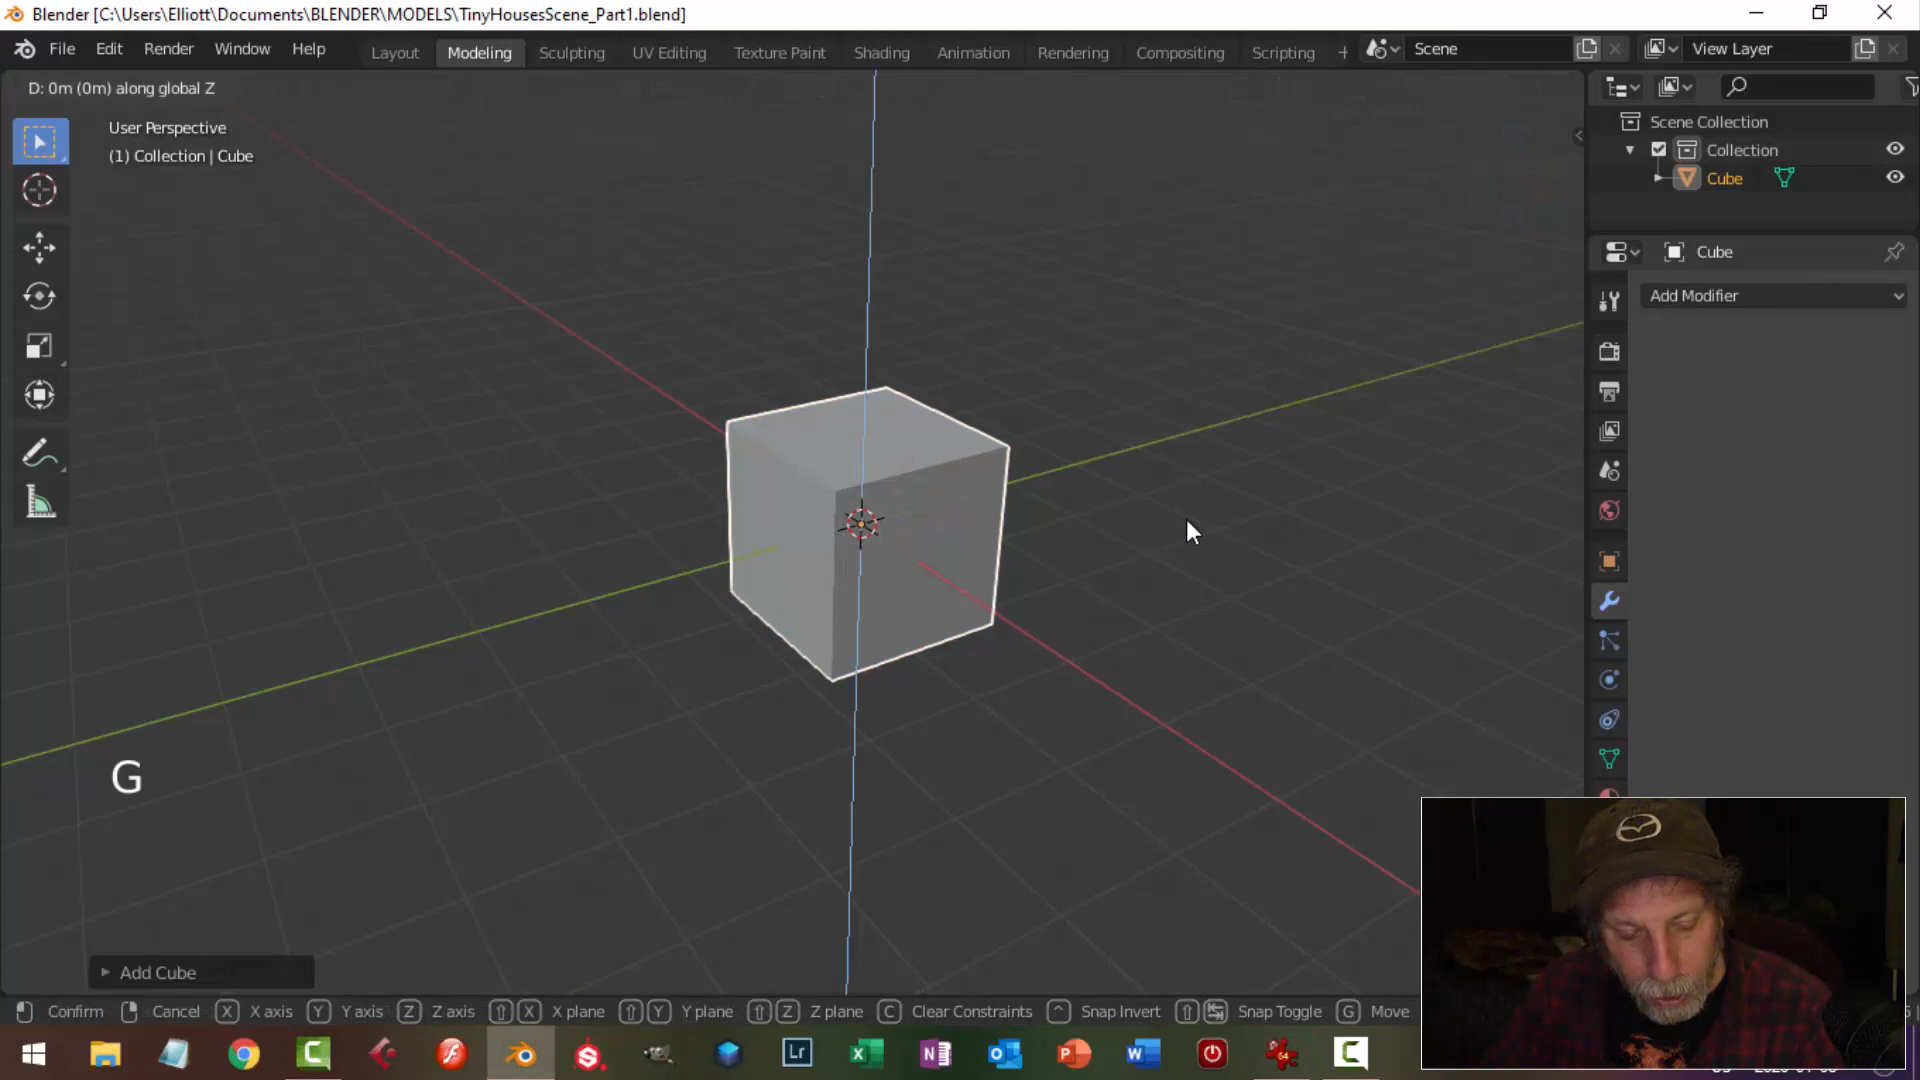 Blender [C:\Users\Elliott\Documents\BLENDER\MODELS\TinyHousesScene_Part1.blend]
File Edit Render Window Help Layout Modeling Sculpting UV Editing Texture Paint Shading Animation Rendering Compositing Scripting + Scene View Layer
D: 0m (0m) along global Z
User Perspective
(1) Collection | Cube
Scene Collection
Collection
Cube
Cube
Add Modifier
G
Add Cube
Confirm Cancel X X axis Y Y axis Z Z axis X X plane Y Y plane Z Z plane C Clear Constraints Snap Invert Snap Toggle G Move
Lr
64